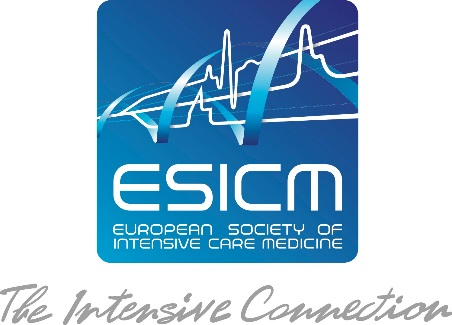 ESICM
EUROPEAN SOCIETY OF
INTENSIVE CARE MEDICINE
The Intensive Connection